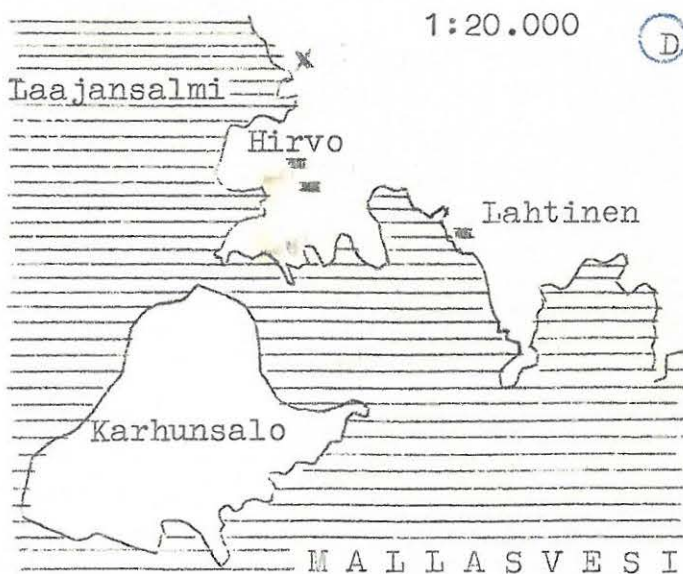 1:20.000
D
Laajansalmi
Hirvo
Lahtinen
Karhunsalo
MALLASVESI